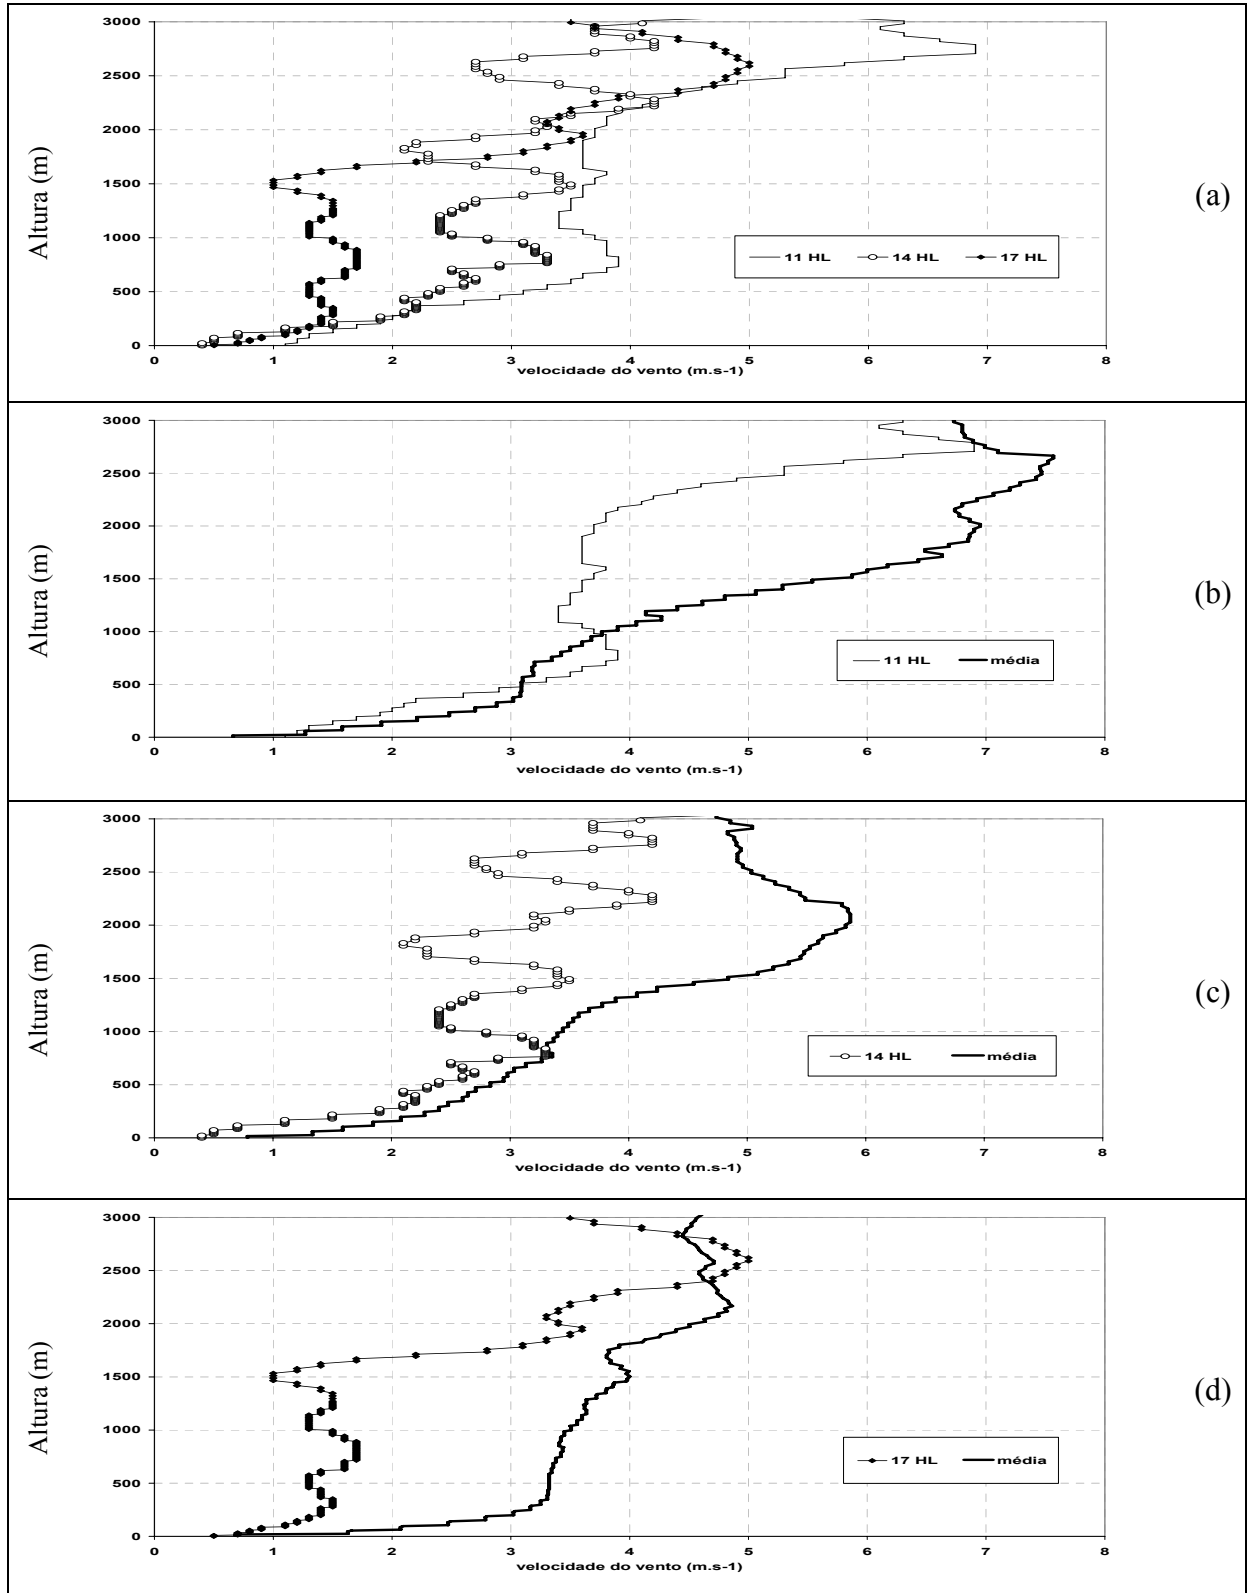 3000
2500
2000
1500
1000
500
0
Altura (m)
11 HL 14 HL 17 HL
(a)
0 1 2 3 4 5 6 7 8
velocidade do vento (m.s-1)
3000
2500
2000
1500
1000
500
0
Altura (m)
11 HL média
(b)
0 1 2 3 4 5 6 7 8
velocidade do vento (m.s-1)
3000
2500
2000
1500
1000
500
0
Altura (m)
14 HL média
(c)
0 1 2 3 4 5 6 7 8
velocidade do vento (m.s-1)
3000
2500
2000
1500
1000
500
0
Altura (m)
17 HL média
(d)
0 1 2 3 4 5 6 7 8
velocidade do vento (m.s-1)